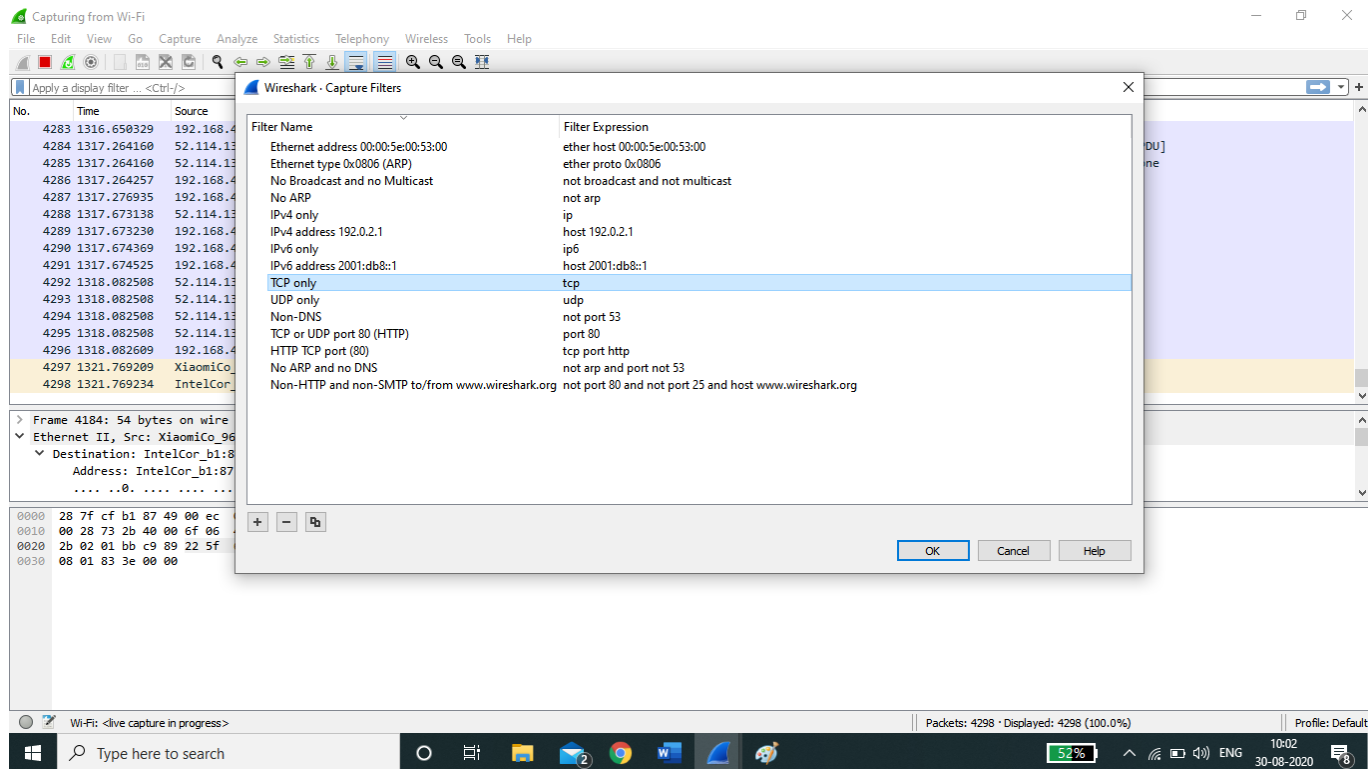 Capturing from Wi-Fi
File Edit View Go Capture Analyze Statistics Telephony Wireless Tools Help
Apply a display filter ... <Ctrl-/>
Wireshark · Capture Filters
No. Time Source
4283 1316.650329 192.168.4
4284 1317.264160 52.114.13 PDU]
4285 1317.264160 52.114.13 one
4286 1317.264257 192.168.4
4287 1317.276935 192.168.4
4288 1317.673138 52.114.13
4289 1317.673230 192.168.4
4290 1317.674369 192.168.4
4291 1317.674525 192.168.4
4292 1318.082508 52.114.13
4293 1318.082508 52.114.13
4294 1318.082508 52.114.13
4295 1318.082508 52.114.13
4296 1318.082609 192.168.4
4297 1321.769209 XiaomiCo_
4298 1321.769234 IntelCor_
Filter Name Filter Expression
Ethernet address 00:00:5e:00:53:00 ether host 00:00:5e:00:53:00
Ethernet type 0x0806 (ARP) ether proto 0x0806
No Broadcast and no Multicast not broadcast and not multicast
No ARP not arp
IPv4 only ip
IPv4 address 192.0.2.1 host 192.0.2.1
IPv6 only ip6
IPv6 address 2001:db8::1 host 2001:db8::1
TCP only tcp
UDP only udp
Non-DNS not port 53
TCP or UDP port 80 (HTTP) port 80
HTTP TCP port (80) tcp port http
No ARP and no DNS not arp and port not 53
Non-HTTP and non-SMTP to/from www.wireshark.org not port 80 and not port 25 and host www.wireshark.org
OK Cancel Help
Frame 4184: 54 bytes on wire
Ethernet II, Src: XiaomiCo_96
Destination: IntelCor_b1:8
Address: IntelCor_b1:87
.... ..0. .... .... ...
0000 28 7f cf b1 87 49 00 ec
0010 00 28 73 2b 40 00 6f 06
0020 2b 02 01 bb c9 89 22 5f
0030 08 01 83 3e 00 00
Wi-Fi: <live capture in progress> Packets: 4298 · Displayed: 4298 (100.0%) Profile: Default
Type here to search 2 52% ENG 10:02
30-08-2020 8